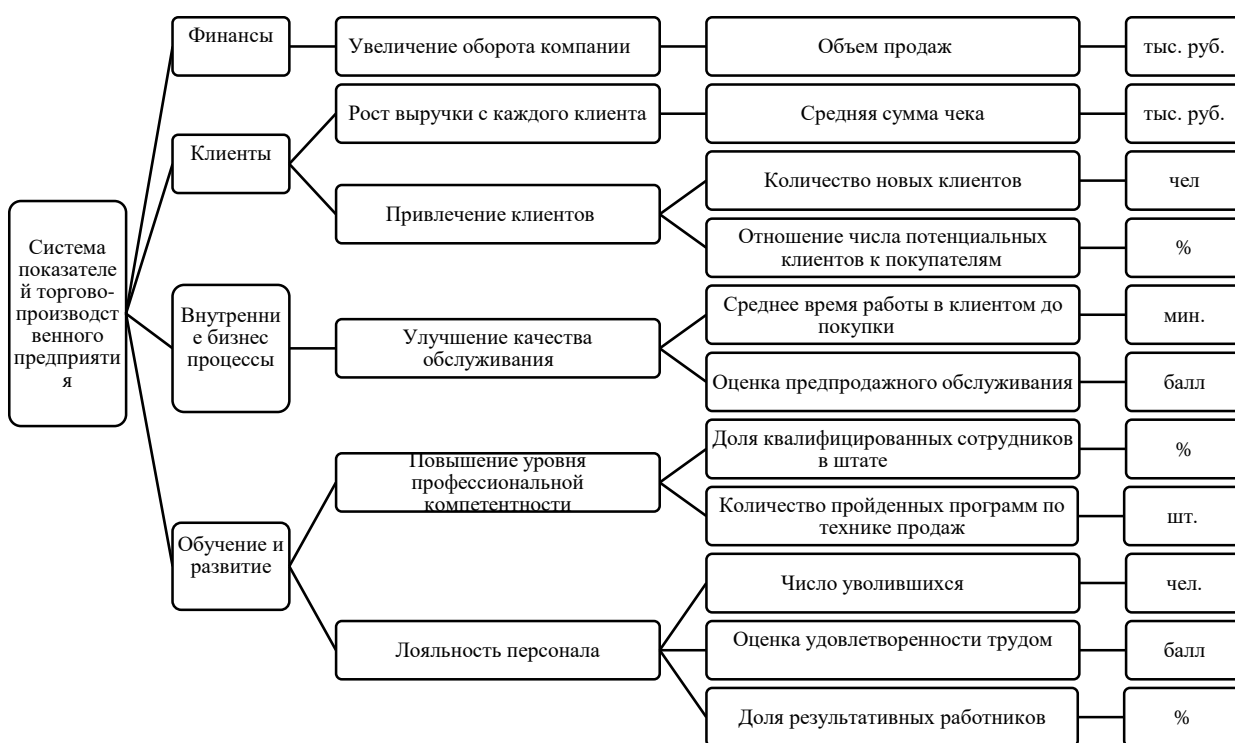 Система
показателе
й торгово-
производст
венного
предприяти
я
Финансы
Увеличение оборота компании
Объем продаж
тыс. руб.
Клиенты
Рост выручки с каждого клиента
Средняя сумма чека
тыс. руб.
Привлечение клиентов
Количество новых клиентов
чел
Отношение числа потенциальных
клиентов к покупателям
%
Внутренни
е бизнес
процессы
Улучшение качества
обслуживания
Среднее время работы в клиентом до
покупки
мин.
Оценка предпродажного обслуживания
балл
Обучение и
развитие
Повышение уровня
профессиональной
компетентности
Доля квалифицированных сотрудников
в штате
%
Количество пройденных программ по
технике продаж
шт.
Лояльность персонала
Число уволившихся
чел.
Оценка удовлетворенности трудом
балл
Доля результативных работников
%